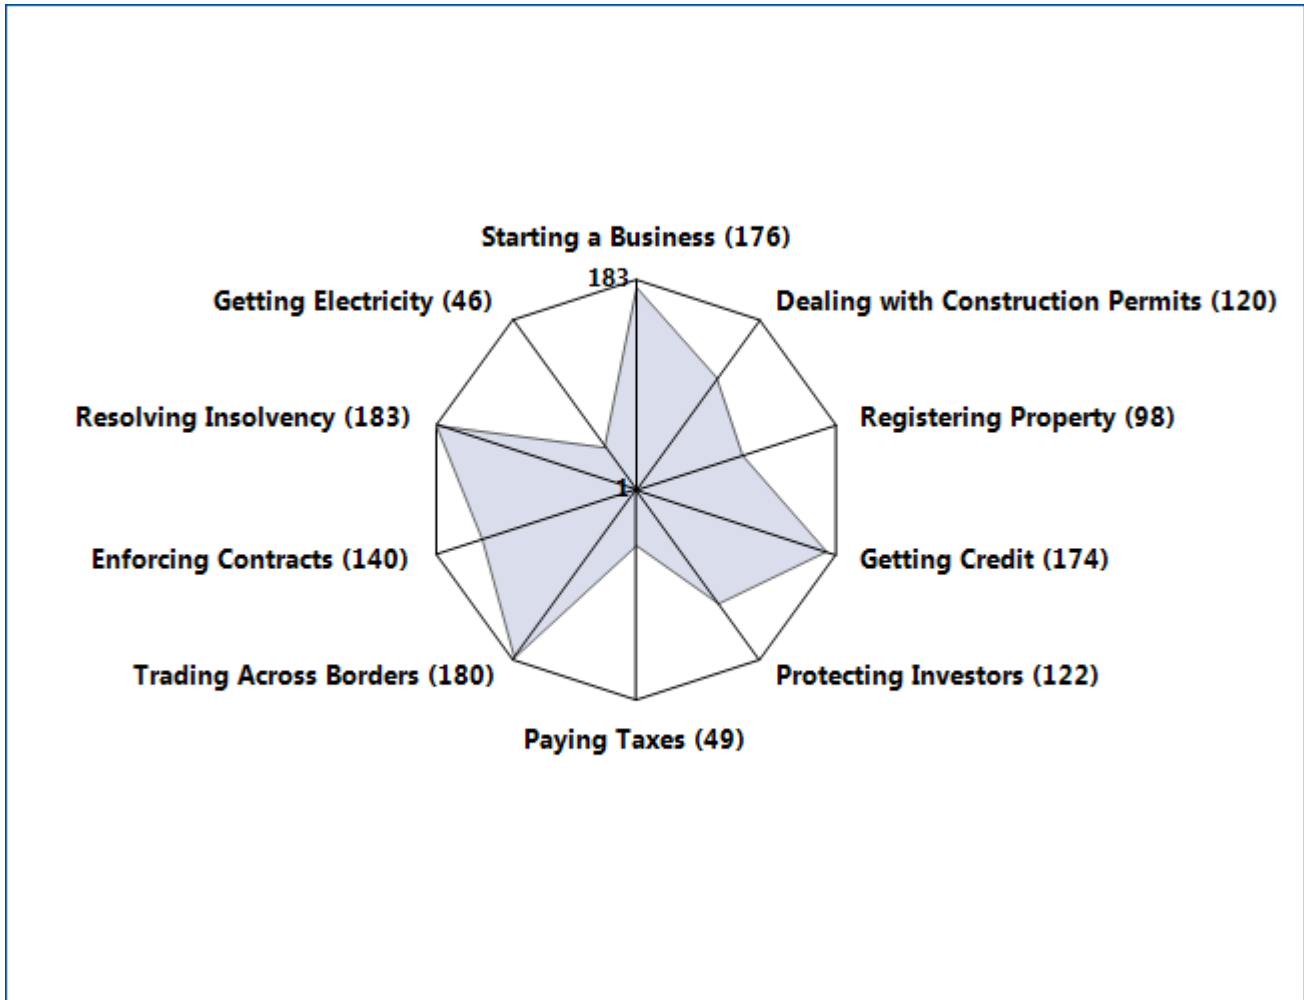 Starting a Business (176)
183
Getting Electricity (46)
Dealing with Construction Permits (120)
Resolving Insolvency (183)
Registering Property (98)
1
Enforcing Contracts (140)
Getting Credit (174)
Trading Across Borders (180)
Protecting Investors (122)
Paying Taxes (49)